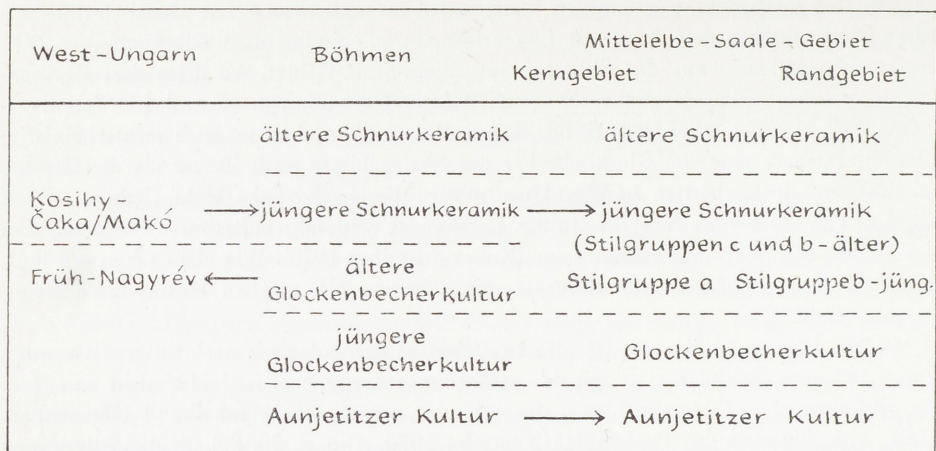 West-Ungarn Böhmen Mittelelbe-Saale-Gebiet
Kerngebiet Randgebiet
ältere Schnurkeramik ältere Schnurkeramik
Kosihy-
Čaka/Makó → jüngere Schnurkeramik → jüngere Schnurkeramik
(Stilgruppen c und b-älter)
Früh-Nagyrév ← ältere
Glockenbecherkultur Stilgruppe a Stilgruppe b-jüng.
jüngere
Glockenbecherkultur Glockenbecherkultur
Aunjetitzer Kultur → Aunjetitzer Kultur